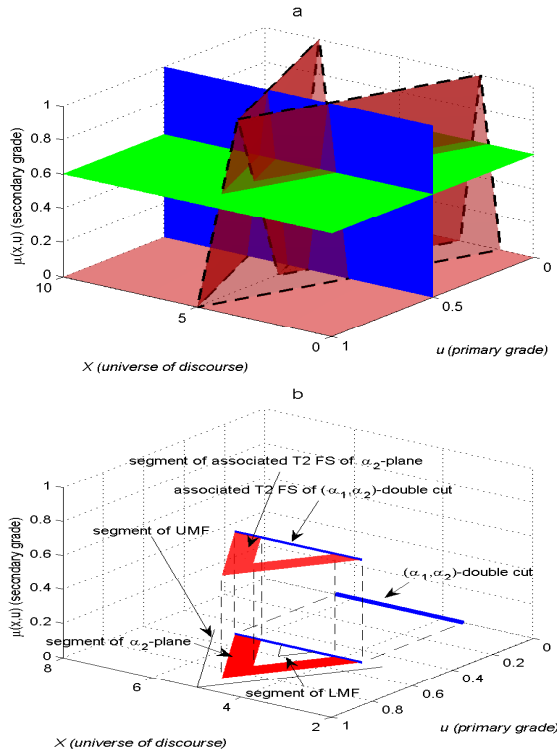 a
1
0.8
0.6
0.4
0.2
0
10
5
0
1
0.5
0
μ(x,u) (secondary grade)
X (universe of discourse)
u (primary grade)
b
segment of associated T2 FS of α2-plane
associated T2 FS of (α1,α2)-double cut
segment of UMF
(α1,α2)-double cut
segment of α2-plane
segment of LMF
1
0.8
0.6
0.4
0.2
0
8
6
4
2
1
0.8
0.6
0.4
0.2
0
μ(x,u) (secondary grade)
X (universe of discourse)
u (primary grade)